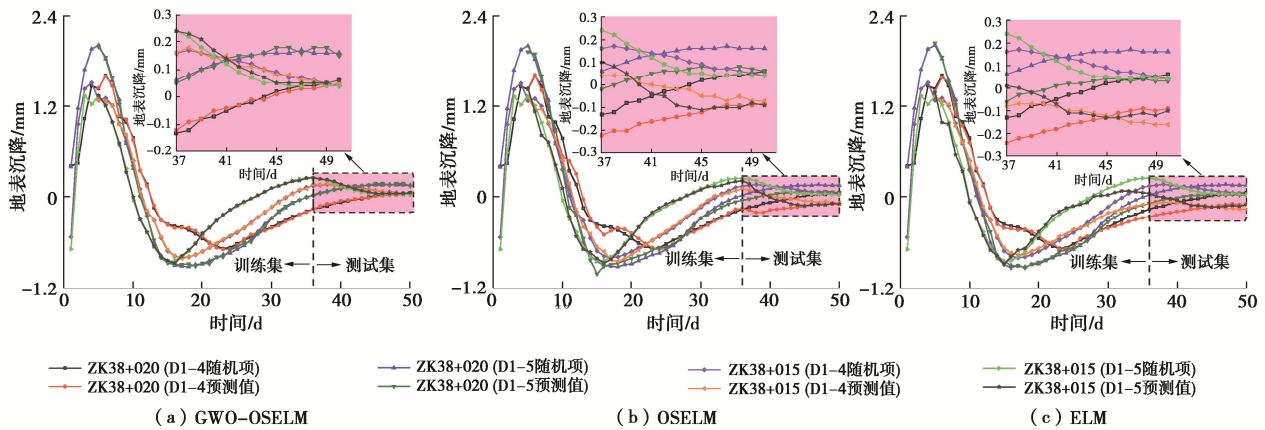 2.4
1.2
0
−1.2
地表沉降/mm
0.3
0.2
0.1
0
−0.1
−0.2
地表沉降/mm
37
41
45
49
时间/d
训练集
测试集
0
10
20
30
40
50
时间/d
2.4
1.2
0
−1.2
地表沉降/mm
0.3
0.2
0.1
0
−0.1
−0.2
−0.3
地表沉降/mm
37
41
45
49
时间/d
训练集
测试集
0
10
20
30
40
50
时间/d
2.4
1.2
0
−1.2
地表沉降/mm
0.3
0.2
0.1
0
−0.1
−0.2
−0.3
地表沉降/mm
37
41
45
49
时间/d
训练集
测试集
0
10
20
30
40
50
时间/d
ZK38+020 (D1-4随机项)
ZK38+020 (D1-5随机项)
ZK38+015 (D1-4随机项)
ZK38+015 (D1-5随机项)
ZK38+020 (D1-4预测值)
ZK38+020 (D1-5预测值)
ZK38+015 (D1-4预测值)
ZK38+015 (D1-5预测值)
（a）GWO-OSELM
（b）OSELM
（c）ELM